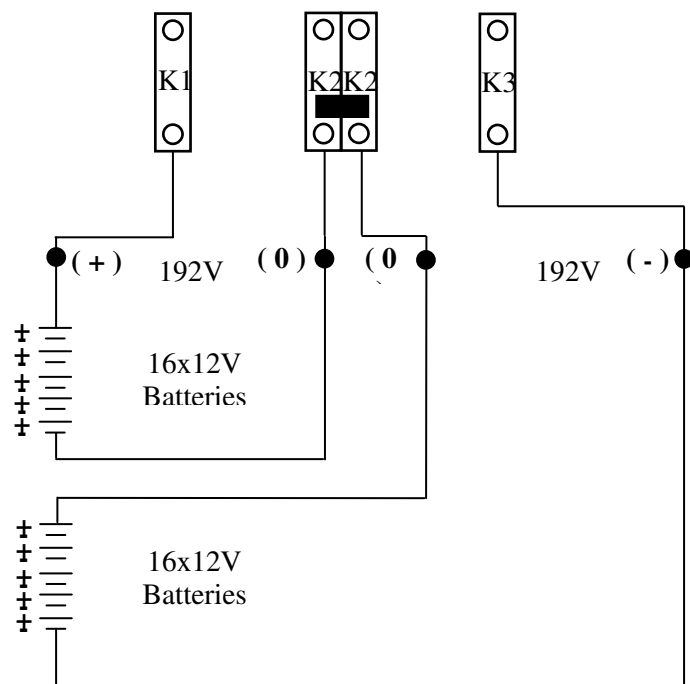 K1
K2 K2
K3
( + )
192V
( 0 )
( 0
)
192V
( - )
+
+
+
+
+
16x12V
Batteries
+
+
+
+
+
16x12V
Batteries